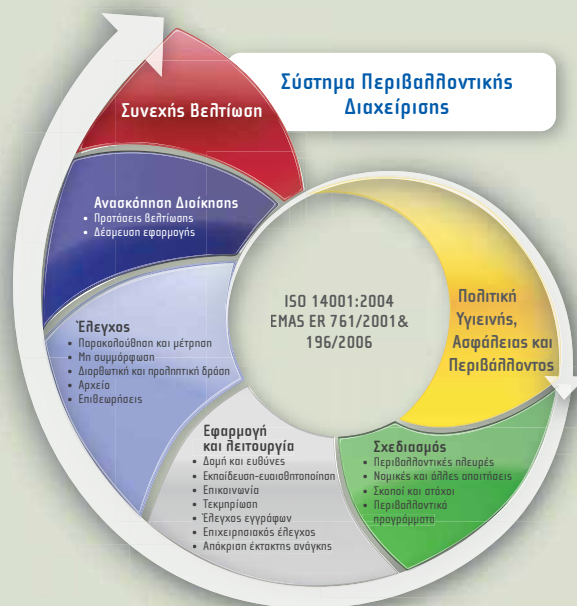 Σύστημα Περιβαλλοντικής
Διαχείρισης
Συνεχής Βελτίωση
Ανασκόπηση Διοίκησης
• Προτάσεις βελτίωσης
• Δέσμευση εφαρμογής
Έλεγχος
• Παρακολούθηση και μέτρηση
• Μη συμμόρφωση
• Διορθωτική και προληπτική δράση
• Αρχείο
• Επιθεωρήσεις
Εφαρμογή
και λειτουργία
• Δομή και ευθύνες
• Εκπαίδευση-ευαισθητοποίηση
• Επικοινωνία
• Τεκμηρίωση
• Έλεγχος εγγράφων
• Επιχειρησιακός έλεγχος
• Απόκριση έκτακτης ανάγκης
Σχεδιασμός
• Περιβαλλοντικές πλευρές
• Νομικές και άλλες απαιτήσεις
• Σκοποί και στόχοι
• Περιβαλλοντικά
προγράμματα
Πολιτική
Υγιεινής,
Ασφάλειας και
Περιβάλλοντος
ISO 14001:2004
EMAS ER 761/2001&
196/2006